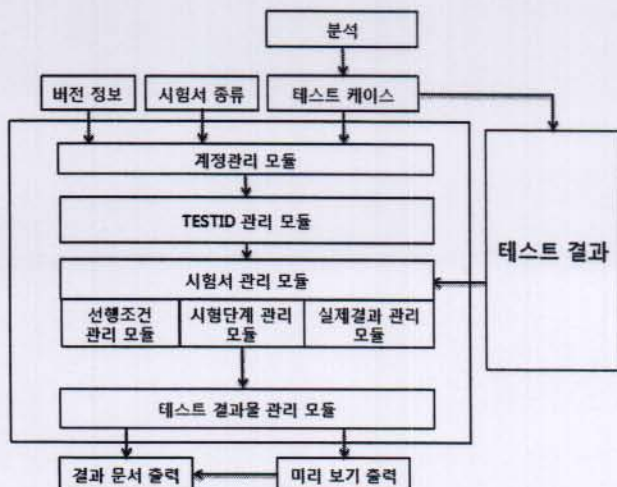 분석
버전 정보
시험서 종류
테스트 케이스
계정관리 모듈
TESTID 관리 모듈
테스트 결과
시험서 관리 모듈
선행조건
관리 모듈
시험단계 관리
모듈
실제결과 관리
모듈
테스트 결과물 관리 모듈
결과 문서 출력
미리 보기 출력